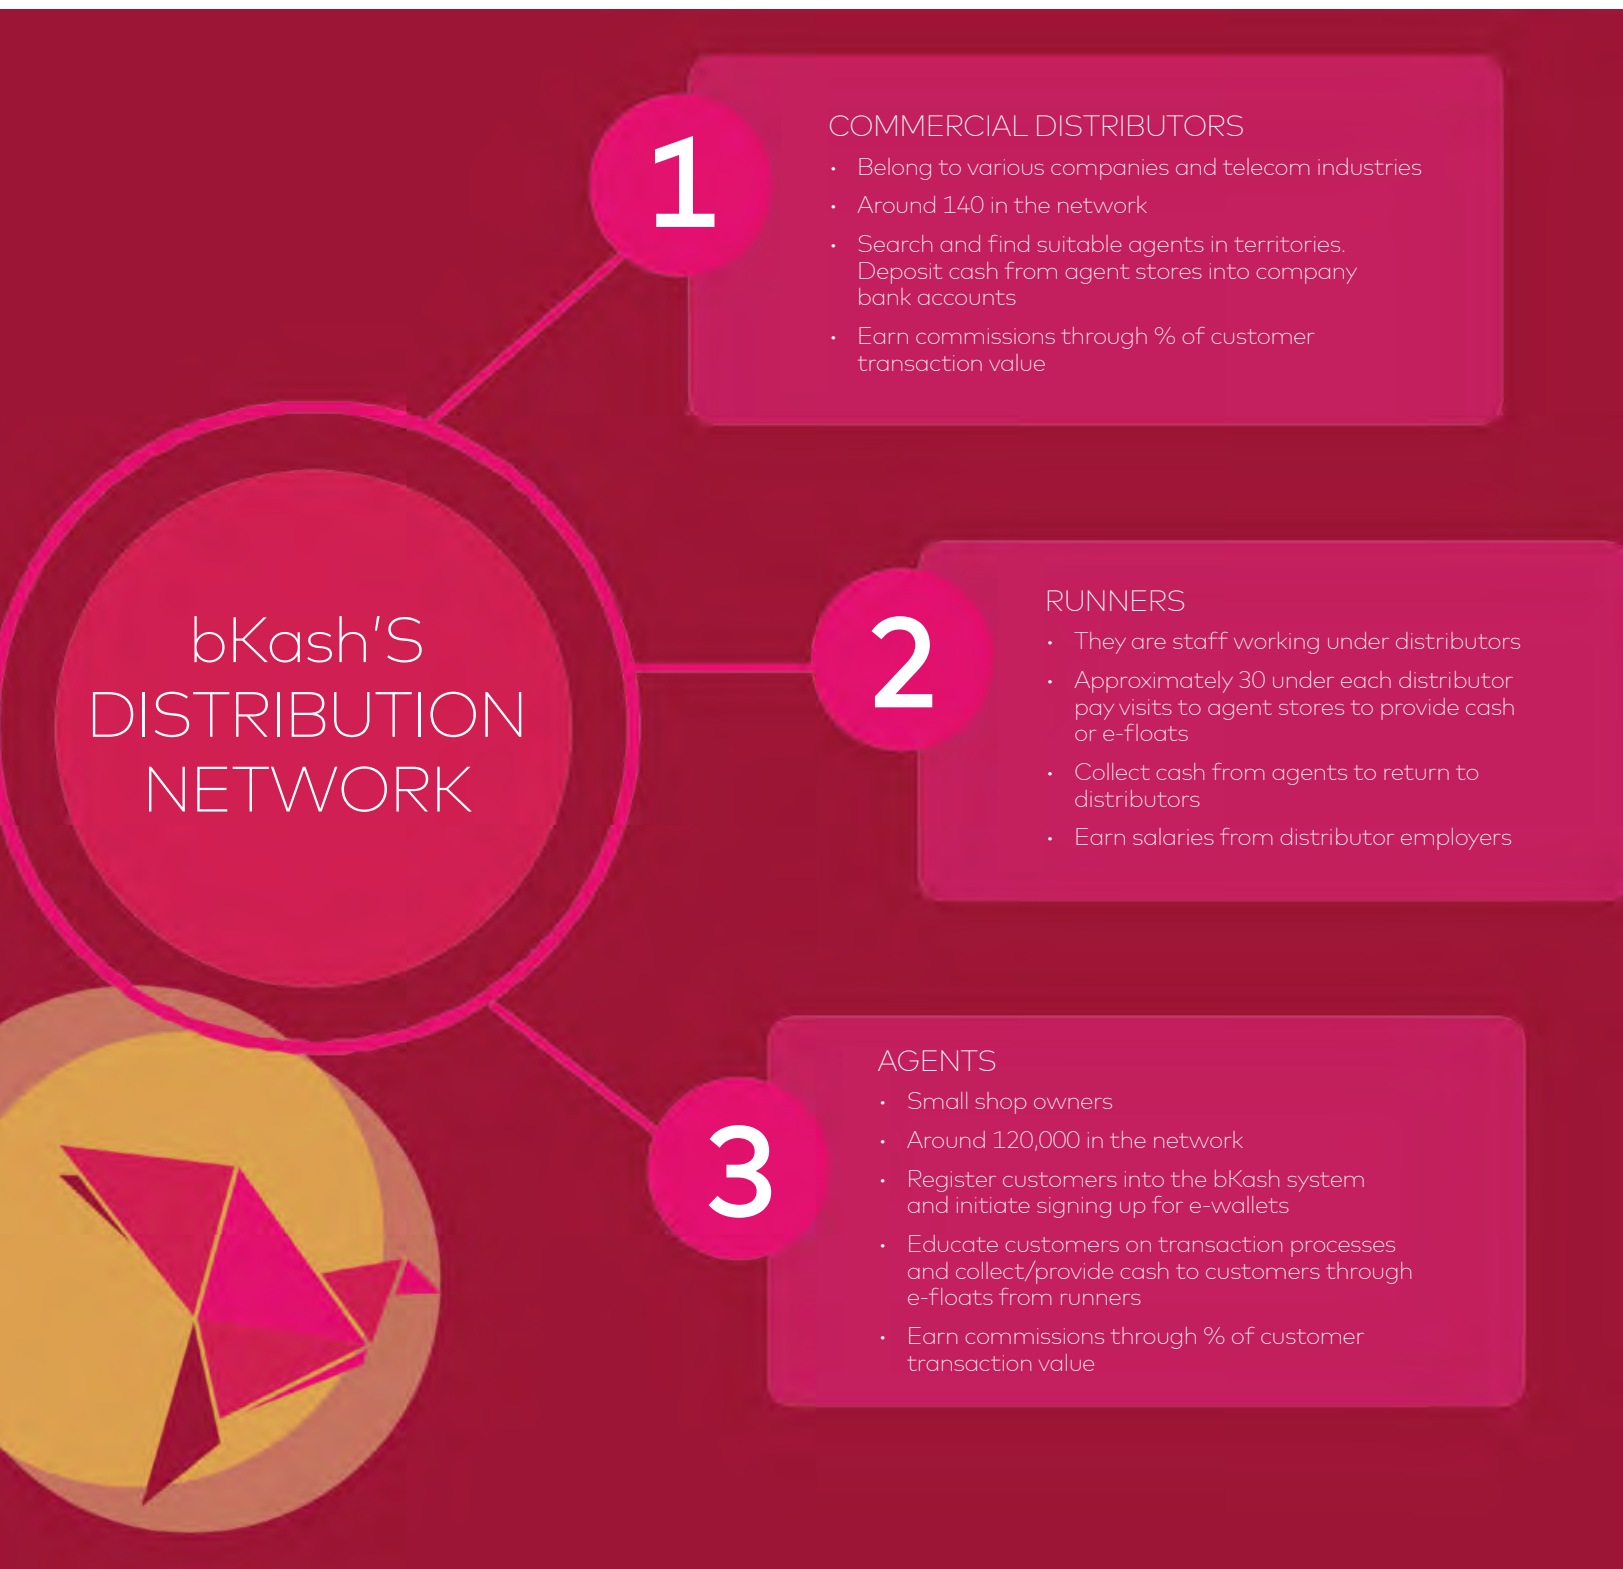 1
COMMERCIAL DISTRIBUTORS
• Belong to various companies and telecom industries
• Around 140 in the network
• Search and find suitable agents in territories.
Deposit cash from agent stores into company
bank accounts
• Earn commissions through % of customer
transaction value
bKash'S
DISTRIBUTION
NETWORK
2
RUNNERS
• They are staff working under distributors
• Approximately 30 under each distributor
pay visits to agent stores to provide cash
or e-floats
• Collect cash from agents to return to
distributors
• Earn salaries from distributor employers
3
AGENTS
• Small shop owners
• Around 120,000 in the network
• Register customers into the bKash system
and initiate signing up for e-wallets
• Educate customers on transaction processes
and collect/provide cash to customers through
e-floats from runners
• Earn commissions through % of customer
transaction value